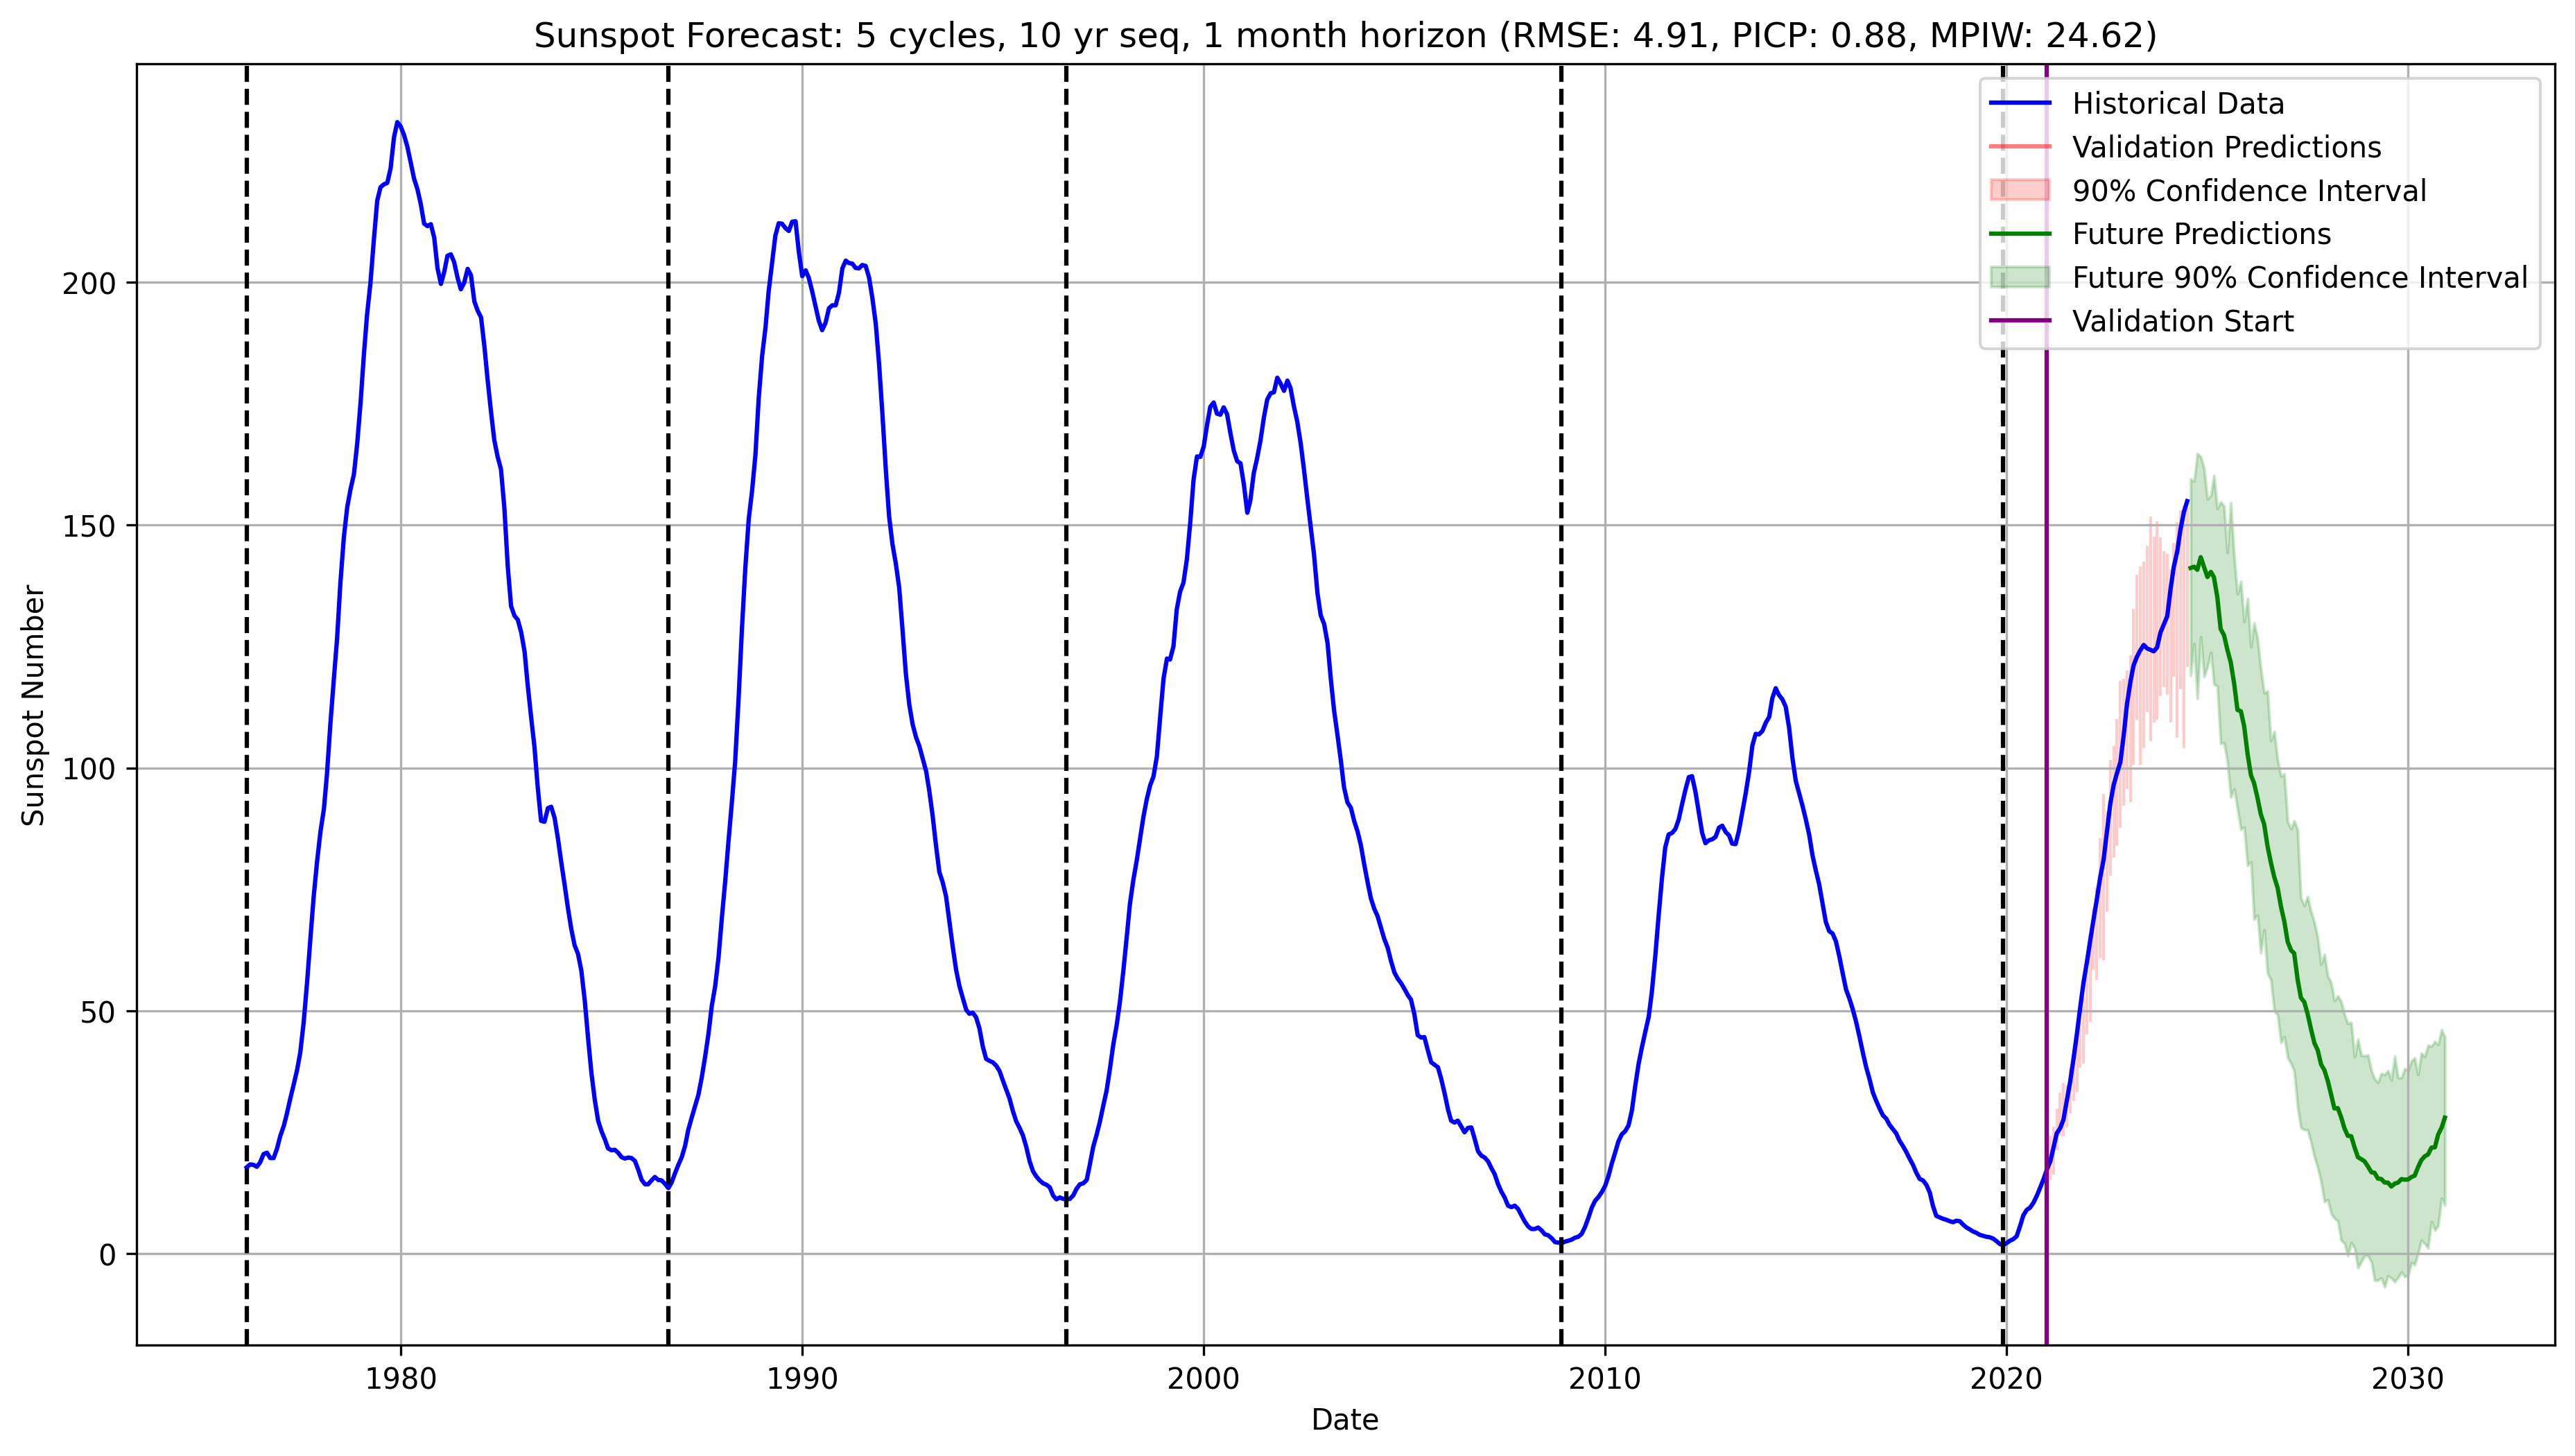 Sunspot Forecast: 5 cycles, 10 yr seq, 1 month horizon (RMSE: 4.91, PICP: 0.88, MPIW: 24.62)
Historical Data
Validation Predictions
90% Confidence Interval
Future Predictions
Future 90% Confidence Interval
Validation Start
Sunspot Number
200
150
100
50
0
1980 1990 2000 2010 2020 2030
Date